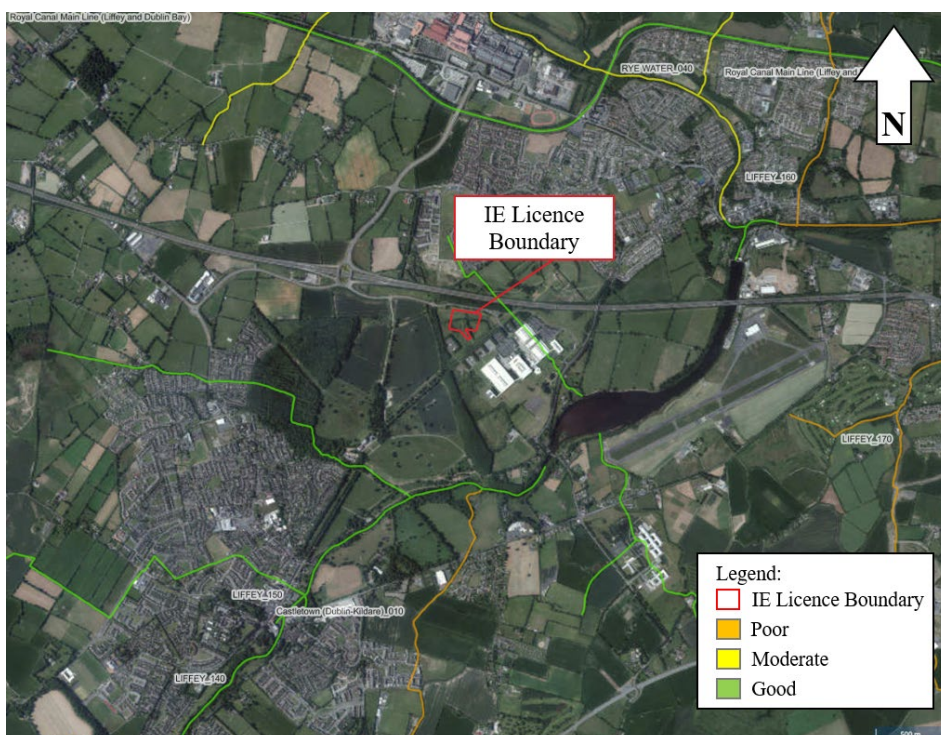 Royal Canal Main Line (Liffey and Dublin Bay)
RYE WATER_040
Royal Canal Main Line (Liffey and
N
LIFFEY_160
IE Licence
Boundary
LIFFEY_170
LIFFEY_150
Castletown (Dublin-Kildare)_010
LIFFEY_140
Legend:
IE Licence Boundary
Poor
Moderate
Good
500 m